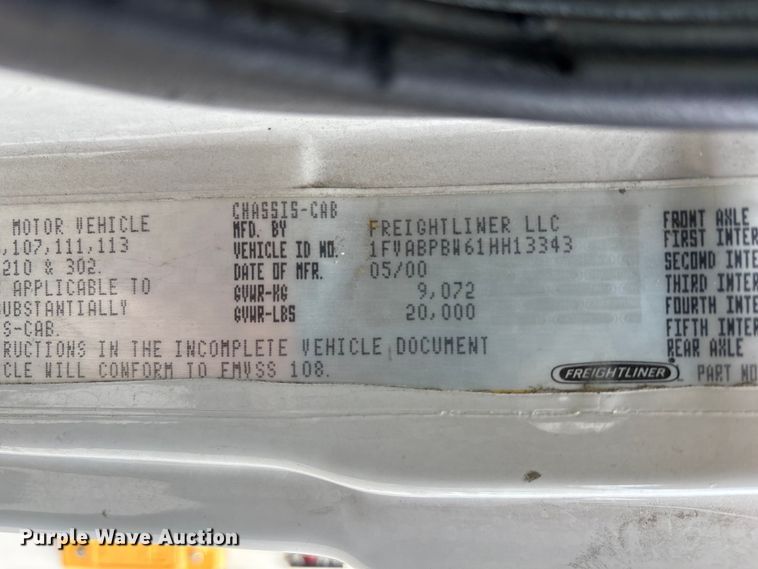 MOTOR VEHICLE
,107,111,113
210 & 302.
APPLICABLE TO
UBSTANTIALLY
S-CAB.
RUCTIONS IN THE INCOMPLETE VEHICLE DOCUMENT
CLE WILL CONFORM TO FMVSS 108.
CHASSIS-CAB
MFD. BY FREIGHTLINER LLC
VEHICLE ID NO. 1FVABPBW61HH13343
DATE OF MFR. 05/00
GVWR-KG 9,072
GVWR-LBS 20,000
FREIGHTLINER
FRONT AXLE
FIRST INTER
SECOND INTE
THIRD INTER
FOURTH INTE
FIFTH INTER
REAR AXLE
PART NO
Purple Wave Auction